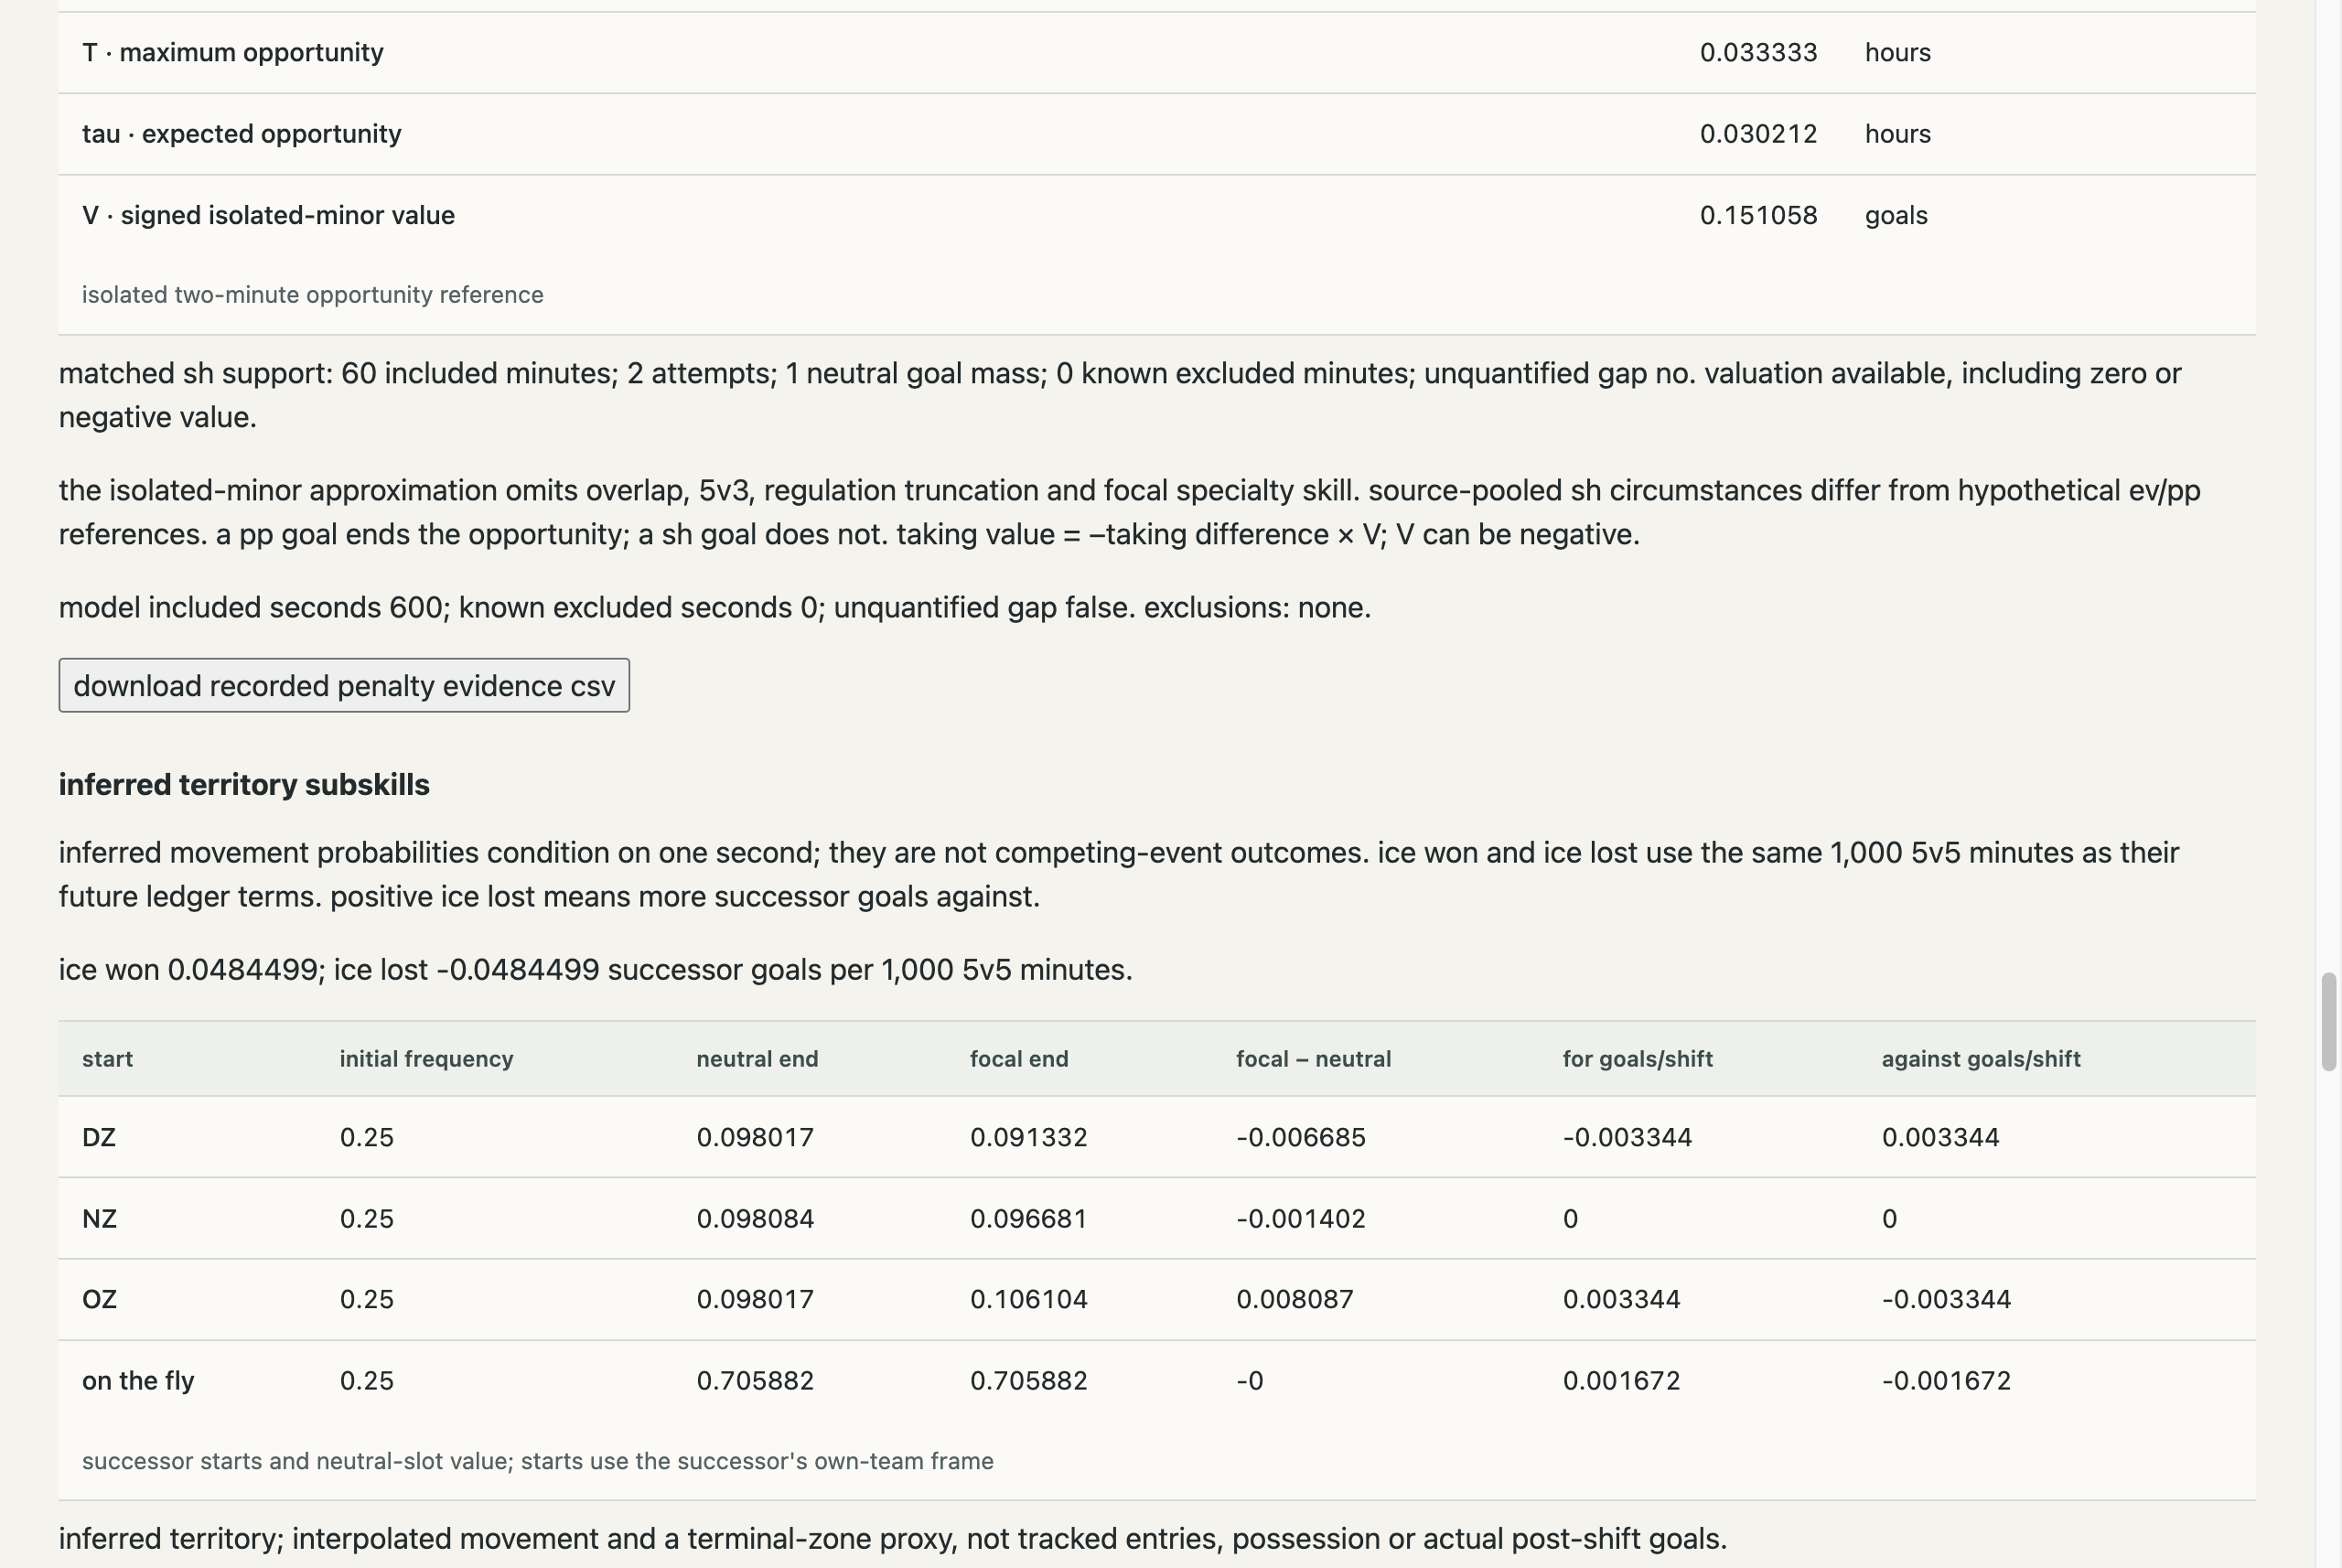 T · maximum opportunity 0.033333 hours
tau · expected opportunity 0.030212 hours
V · signed isolated-minor value 0.151058 goals
isolated two-minute opportunity reference
matched sh support: 60 included minutes; 2 attempts; 1 neutral goal mass; 0 known excluded minutes; unquantified gap no. valuation available, including zero or
negative value.
the isolated-minor approximation omits overlap, 5v3, regulation truncation and focal specialty skill. source-pooled sh circumstances differ from hypothetical ev/pp
references. a pp goal ends the opportunity; a sh goal does not. taking value = –taking difference × V; V can be negative.
model included seconds 600; known excluded seconds 0; unquantified gap false. exclusions: none.
download recorded penalty evidence csv
inferred territory subskills
inferred movement probabilities condition on one second; they are not competing-event outcomes. ice won and ice lost use the same 1,000 5v5 minutes as their
future ledger terms. positive ice lost means more successor goals against.
ice won 0.0484499; ice lost -0.0484499 successor goals per 1,000 5v5 minutes.
start initial frequency neutral end focal end focal – neutral for goals/shift against goals/shift
DZ 0.25 0.098017 0.091332 -0.006685 -0.003344 0.003344
NZ 0.25 0.098084 0.096681 -0.001402 0 0
OZ 0.25 0.098017 0.106104 0.008087 0.003344 -0.003344
on the fly 0.25 0.705882 0.705882 -0 0.001672 -0.001672
successor starts and neutral-slot value; starts use the successor's own-team frame
inferred territory; interpolated movement and a terminal-zone proxy, not tracked entries, possession or actual post-shift goals.